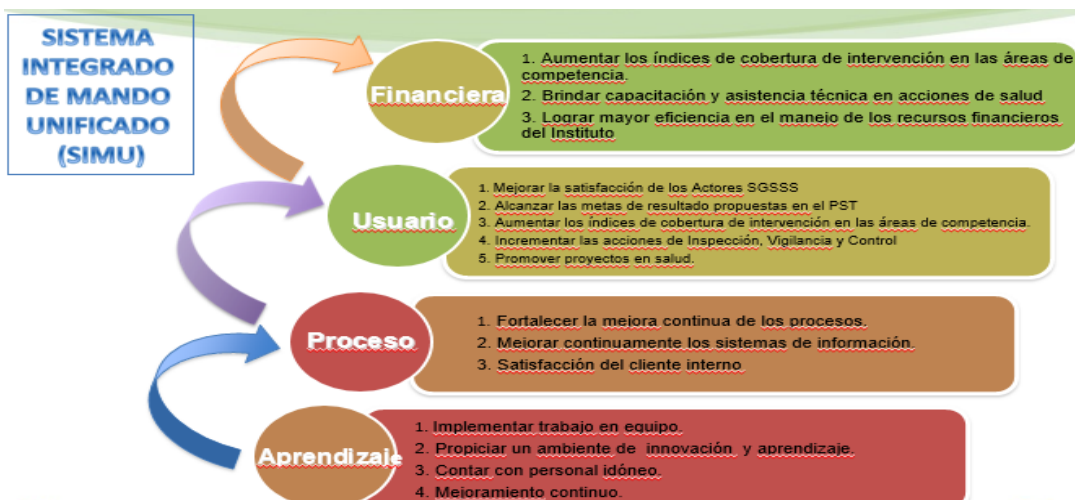 SISTEMA
INTEGRADO
DE MANDO
UNIFICADO
(SIMU)
Financiera
1. Aumentar los índices de cobertura de intervención en las áreas de
competencia.
2. Brindar capacitación y asistencia técnica en acciones de salud
3. Lograr mayor eficiencia en el manejo de los recursos financieros
del Instituto
Usuario
1. Mejorar la satisfacción de los Actores SGSSS
2. Alcanzar las metas de resultado propuestas en el PST
3. Aumentar los índices de cobertura de intervención en las áreas de competencia.
4. Incrementar las acciones de Inspección, Vigilancia y Control
5. Promover proyectos en salud.
Proceso
1. Fortalecer la mejora continua de los procesos.
2. Mejorar continuamente los sistemas de información.
3. Satisfacción del cliente interno
Aprendizaje
1. Implementar trabajo en equipo.
2. Propiciar un ambiente de innovación y aprendizaje.
3. Contar con personal idóneo.
4. Mejoramiento continuo.